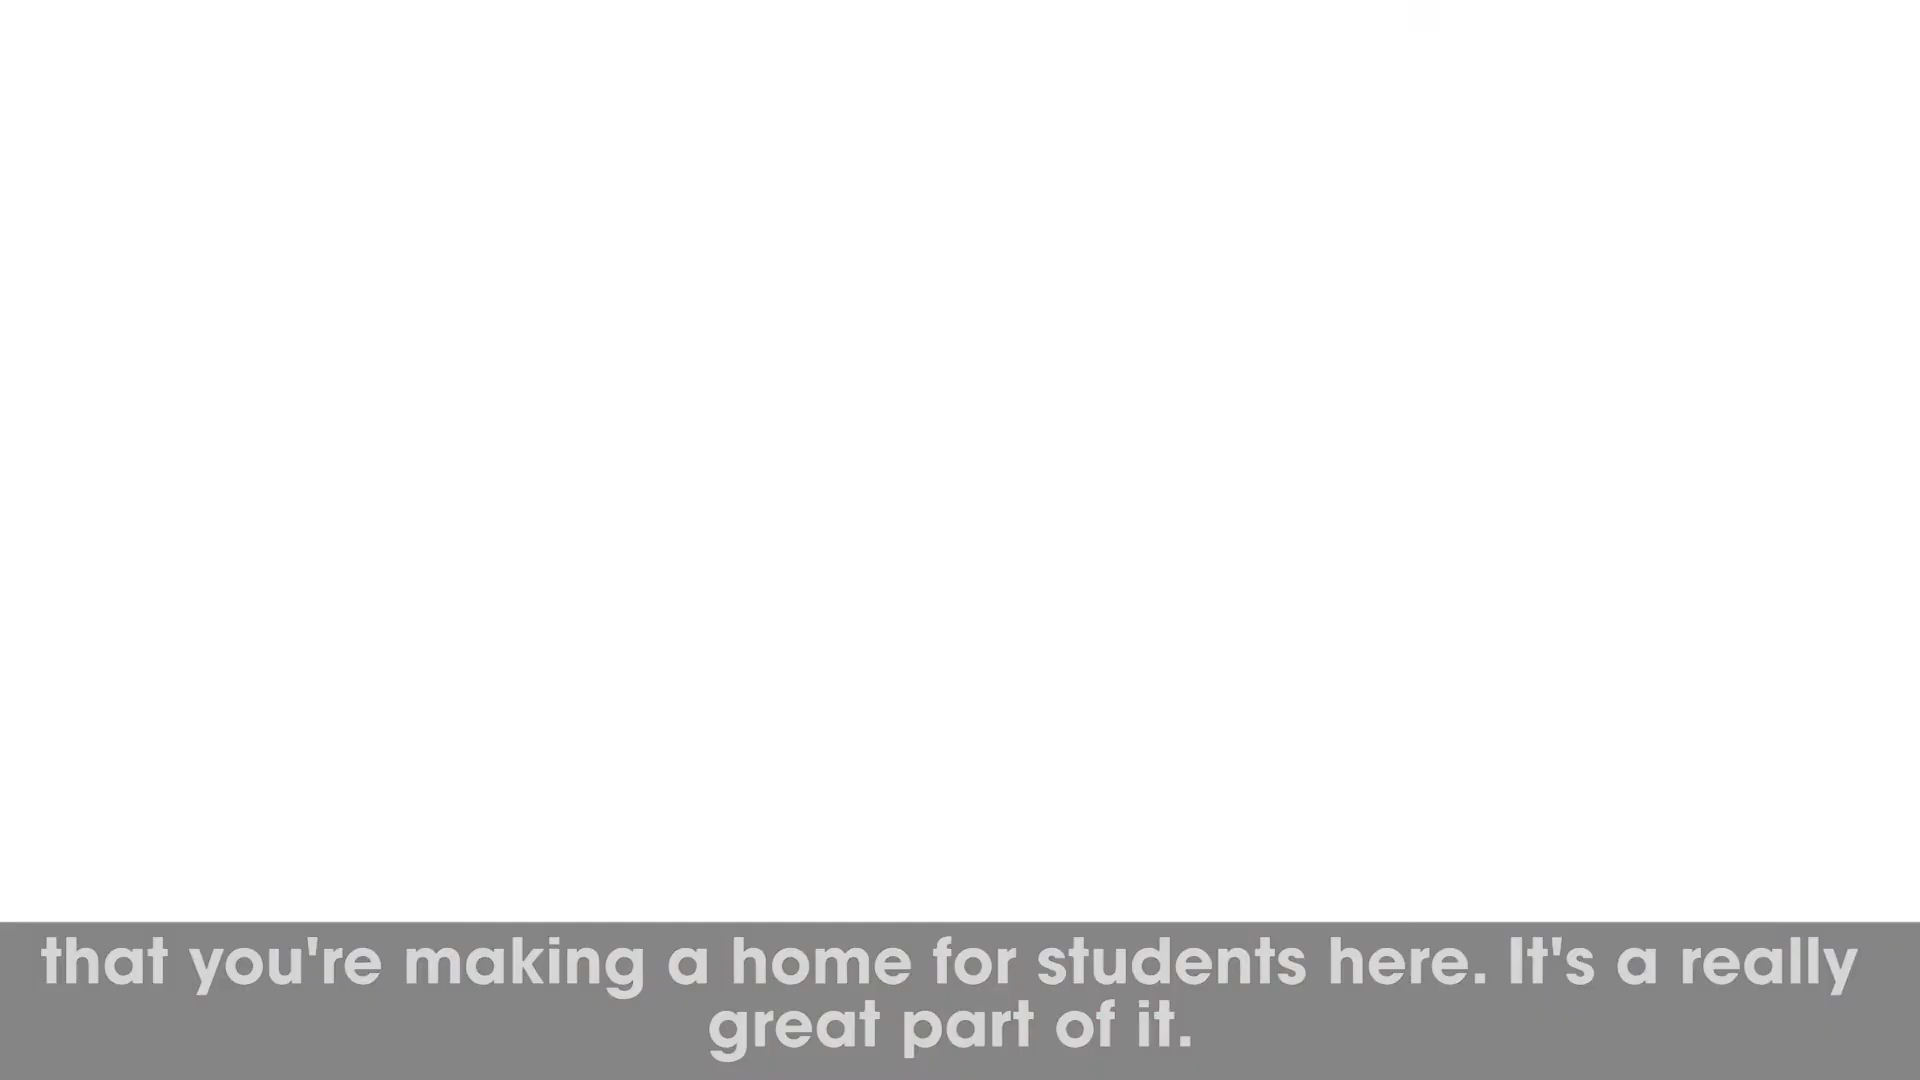 that you're making a home for students here. It's a really
great part of it.